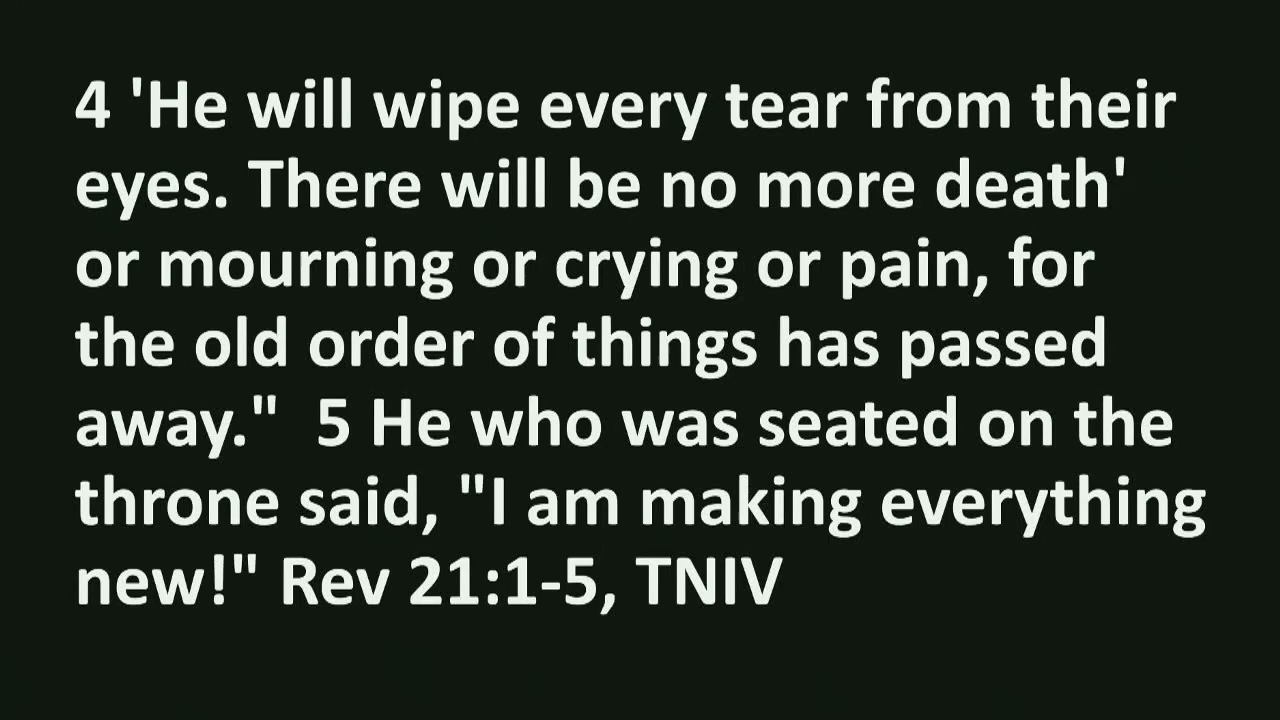 4 'He will wipe every tear from their
eyes. There will be no more death'
or mourning or crying or pain, for
the old order of things has passed
away."  5 He who was seated on the
throne said, "I am making everything
new!" Rev 21:1-5, TNIV